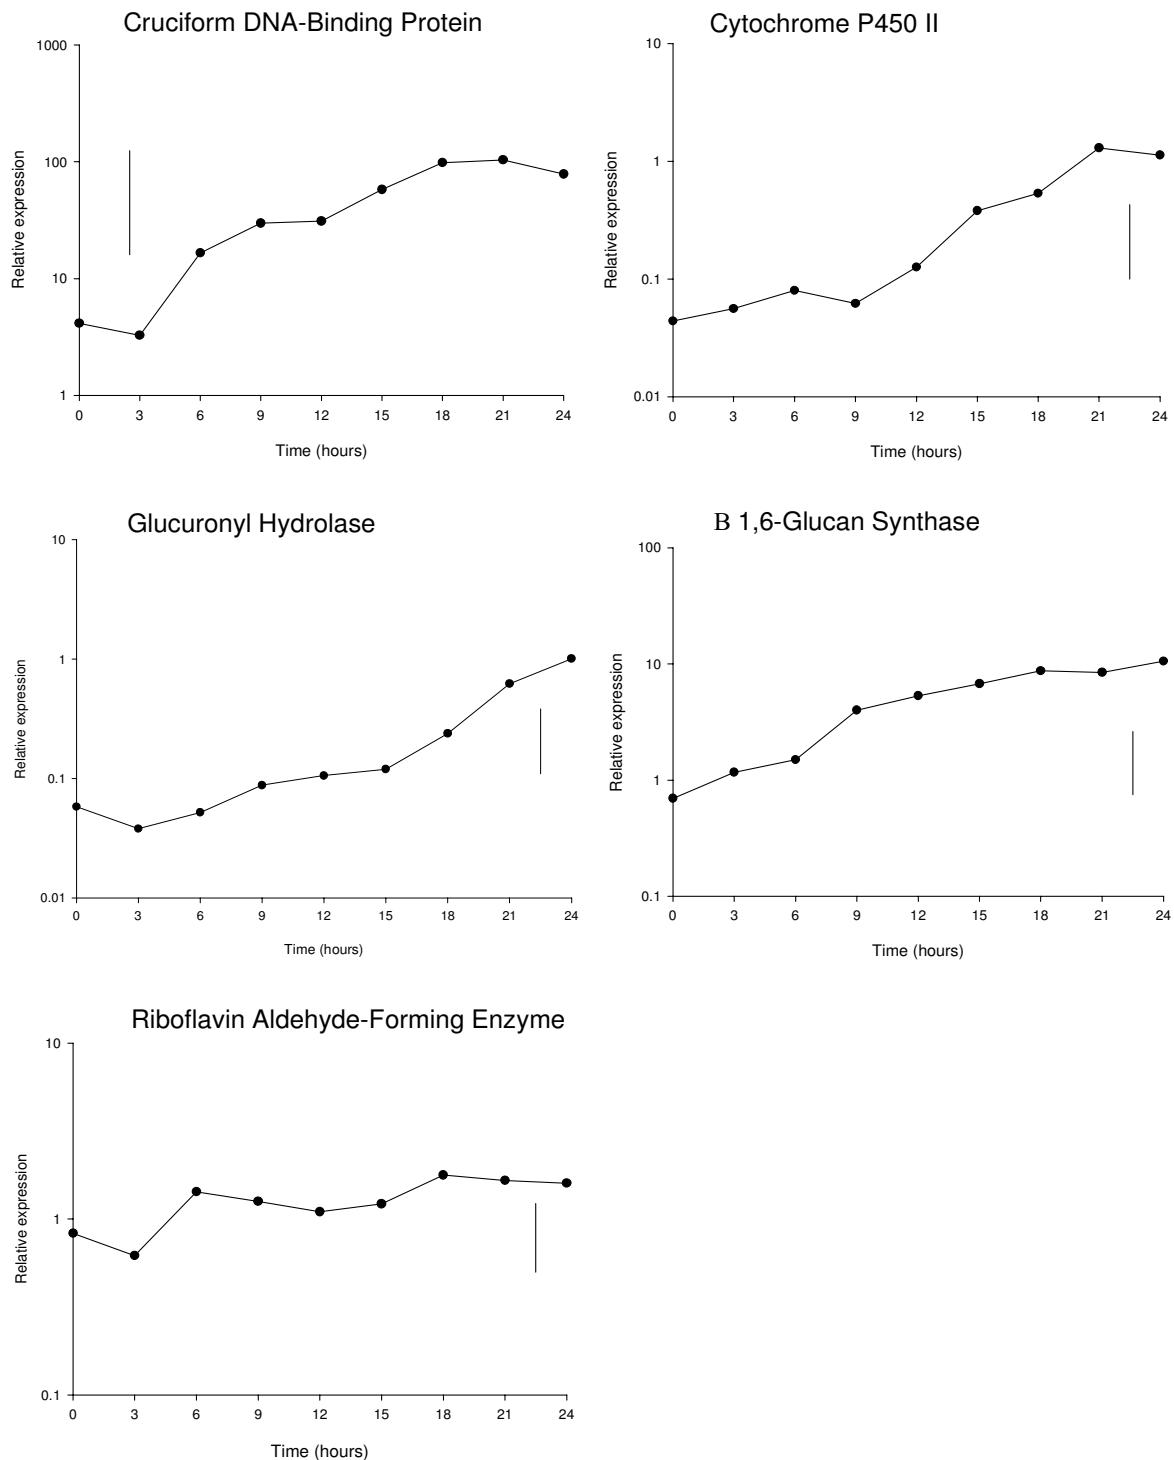 Cruciform DNA-Binding Protein
1000
100
10
1
Relative expression
0 3 6 9 12 15 18 21 24
Time (hours)
Cytochrome P450 II
10
1
0.1
0.01
Relative expression
0 3 6 9 12 15 18 21 24
Time (hours)
Glucuronyl Hydrolase
10
1
0.1
0.01
Relative expression
0 3 6 9 12 15 18 21 24
Time (hours)
B 1,6-Glucan Synthase
100
10
1
0.1
Relative expression
0 3 6 9 12 15 18 21 24
Time (hours)
Riboflavin Aldehyde-Forming Enzyme
10
1
0.1
Relative expression
0 3 6 9 12 15 18 21 24
Time (hours)